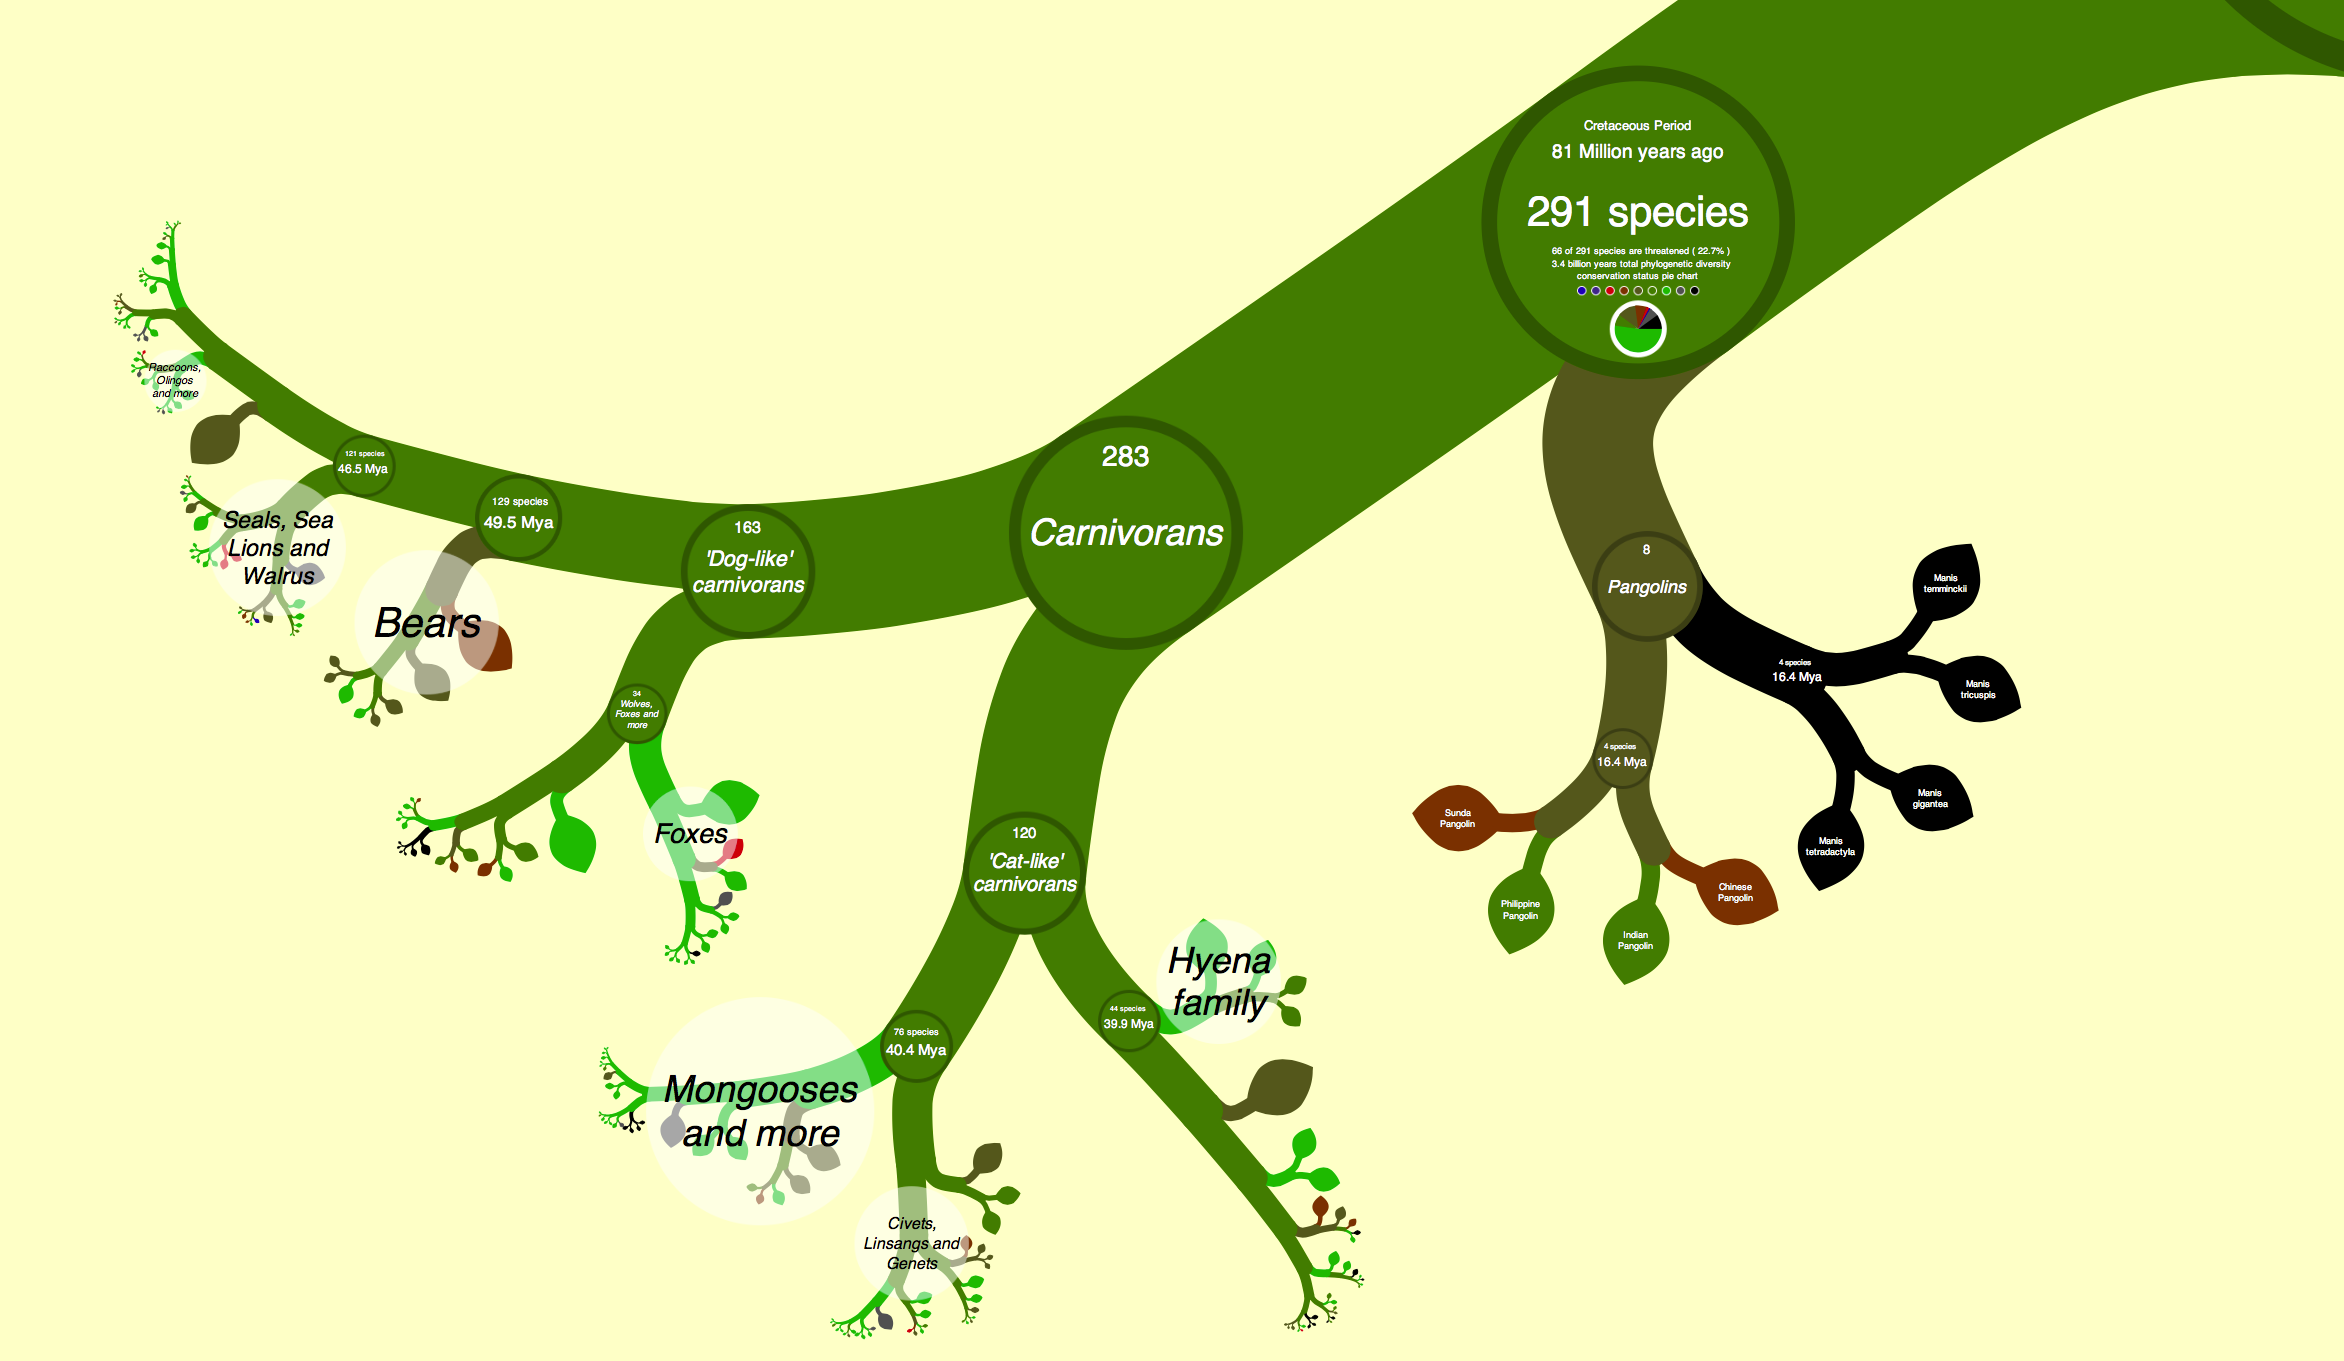 Cretaceous Period
81 Million years ago
291 species
66 of 291 species are threatened ( 22.7% )
3.4 billion years total phylogenetic diversity
conservation status pie chart
283
Carnivorans
163
'Dog-like'
carnivorans
129 species
49.5 Mya
121 species
46.5 Mya
Raccoons,
Olingos
and more
Seals, Sea
Lions and
Walrus
Bears
34
Wolves,
Foxes and
more
Foxes
120
'Cat-like'
carnivorans
76 species
40.4 Mya
Mongooses
and more
Civets,
Linsangs and
Genets
44 species
39.9 Mya
Hyena
family
8
Pangolins
4 species
16.4 Mya
Manis
temminckii
Manis
tricuspis
Manis
gigantea
Manis
tetradactyla
4 species
16.4 Mya
Sunda
Pangolin
Philippine
Pangolin
Indian
Pangolin
Chinese
Pangolin